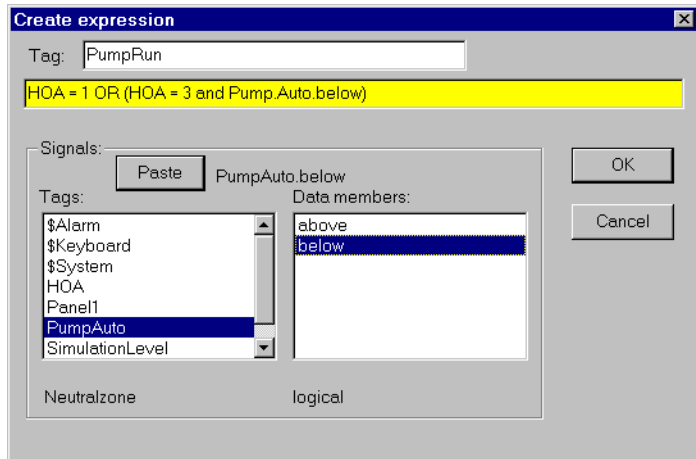 Create expression
Tag: PumpRun
HOA = 1 OR (HOA = 3 and Pump.Auto.below)
Signals:
Paste PumpAuto.below
OK
Tags: Data members:
$Alarm above
$Keyboard below
Cancel
$System
HOA
Panel1
PumpAuto
SimulationLevel
Neutralzone logical